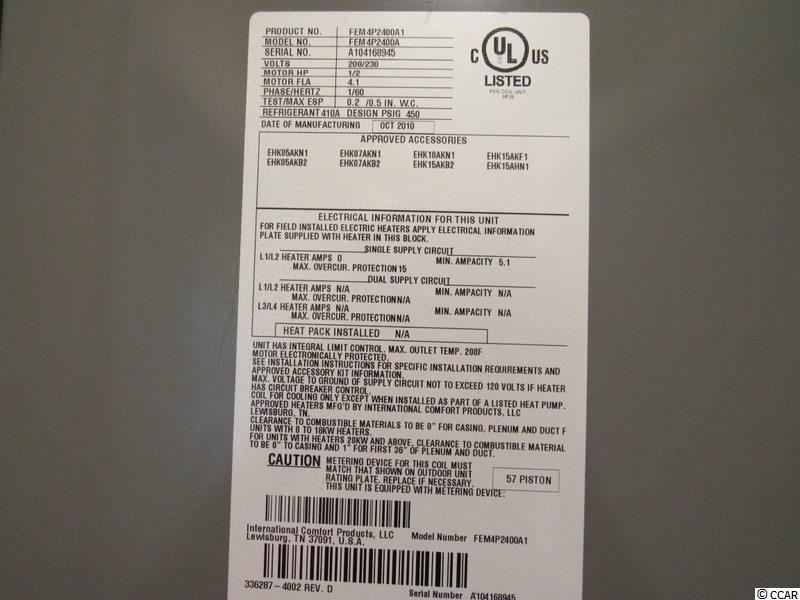 PRODUCT NO. FEM4P2400A1
MODEL NO. FEM4P2400A
SERIAL NO. A104168945
VOLTS 208/230
MOTOR HP 1/2
MOTOR FLA 4.1
PHASE/HERTZ 1/60
TEST/MAX ESP 0.2 /0.5 IN. W.C.
REFRIGERANT 410A DESIGN PSIG 450
DATE OF MANUFACTURING OCT 2010
C UL US
LISTED
FAN COIL UNIT
APPROVED ACCESSORIES
EHK05AKN1 EHK07AKN1 EHK10AKN1 EHK15AKF1
EHK05AKB2 EHK07AKB2 EHK15AKB2 EHK15AHN1
ELECTRICAL INFORMATION FOR THIS UNIT
FOR FIELD INSTALLED ELECTRIC HEATERS APPLY ELECTRICAL INFORMATION
PLATE SUPPLIED WITH HEATER IN THIS BLOCK.
SINGLE SUPPLY CIRCUIT
L1/L2 HEATER AMPS 0 MIN. AMPACITY 5.1
MAX. OVERCUR. PROTECTION 15
DUAL SUPPLY CIRCUIT
L1/L2 HEATER AMPS N/A MIN. AMPACITY N/A
MAX. OVERCUR. PROTECTION N/A
L3/L4 HEATER AMPS N/A MIN. AMPACITY N/A
MAX. OVERCUR. PROTECTION N/A
HEAT PACK INSTALLED N/A
UNIT HAS INTEGRAL LIMIT CONTROL. MAX. OUTLET TEMP. 200F
MOTOR ELECTRONICALLY PROTECTED.
SEE INSTALLATION INSTRUCTIONS FOR SPECIFIC INSTALLATION REQUIREMENTS AND
APPROVED ACCESSORY KIT INFORMATION.
MAX. VOLTAGE TO GROUND OF SUPPLY CIRCUIT NOT TO EXCEED 120 VOLTS IF HEATER
HAS CIRCUIT BREAKER CONTROL.
COIL FOR COOLING ONLY EXCEPT WHEN INSTALLED AS PART OF A LISTED HEAT PUMP.
APPROVED HEATERS MFG'D BY INTERNATIONAL COMFORT PRODUCTS, LLC
LEWISBURG, TN.
CLEARANCE TO COMBUSTIBLE MATERIALS TO BE 0" FOR CASING, PLENUM AND DUCT F
UNITS WITH 0 TO 18KW HEATERS.
FOR UNITS WITH HEATERS 20KW AND ABOVE, CLEARANCE TO COMBUSTIBLE MATERIAL
TO BE 0" TO CASING AND 1" FOR FIRST 36" OF PLENUM AND DUCT.
CAUTION METERING DEVICE FOR THIS COIL MUST
MATCH THAT SHOWN ON OUTDOOR UNIT
RATING PLATE. REPLACE IF NECESSARY.
THIS UNIT IS EQUIPPED WITH METERING DEVICE:
57 PISTON
International Comfort Products, LLC Model Number FEM4P2400A1
Lewisburg, TN 37091, U.S.A.
336287-4002 REV. D Serial Number A104168945
© CCAR